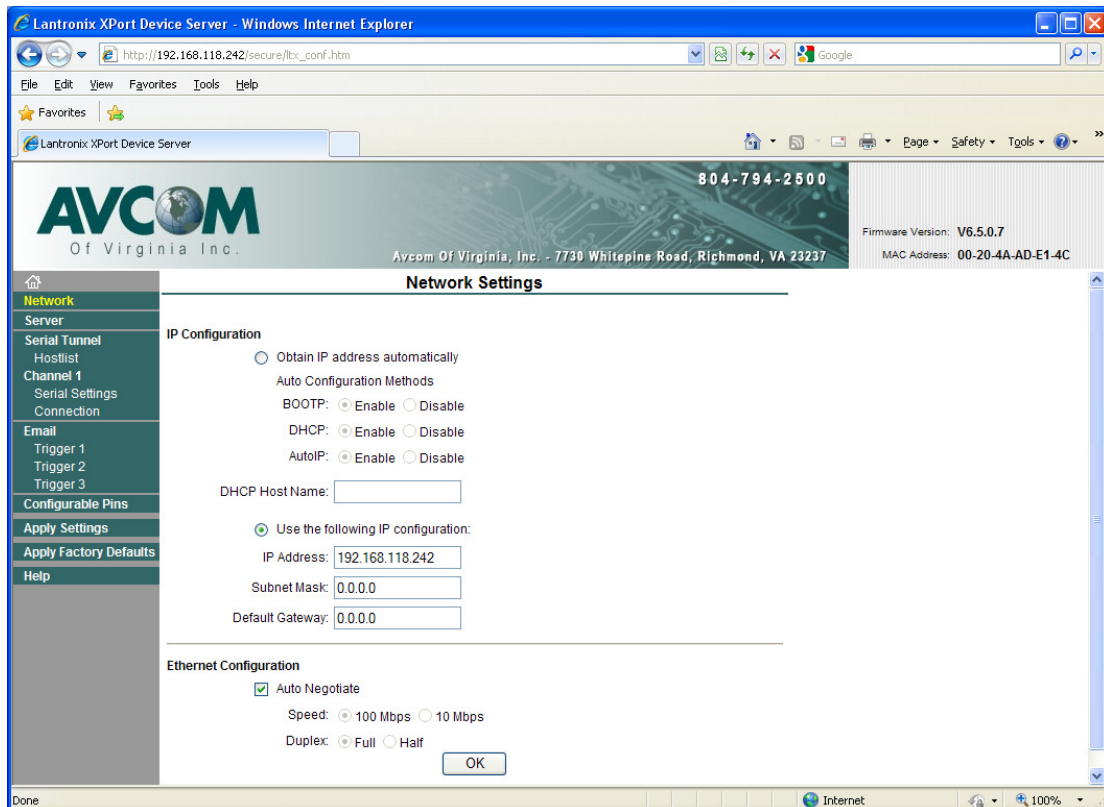 Lantronix XPort Device Server - Windows Internet Explorer
http://192.168.118.242/secure/ltx_conf.htm
Google
File Edit View Favorites Tools Help
Favorites
Lantronix XPort Device Server
Page Safety Tools
804-794-2500
AVCOM
Of Virginia Inc.
Avcom Of Virginia, Inc. - 7730 Whitepine Road, Richmond, VA 23237
Firmware Version: V6.5.0.7
MAC Address: 00-20-4A-AD-E1-4C
Network
Server
Serial Tunnel
Hostlist
Channel 1
Serial Settings
Connection
Email
Trigger 1
Trigger 2
Trigger 3
Configurable Pins
Apply Settings
Apply Factory Defaults
Help
Network Settings
IP Configuration
Obtain IP address automatically
Auto Configuration Methods
BOOTP: Enable Disable
DHCP: Enable Disable
AutoIP: Enable Disable
DHCP Host Name:
Use the following IP configuration:
IP Address: 192.168.118.242
Subnet Mask: 0.0.0.0
Default Gateway: 0.0.0.0
Ethernet Configuration
Auto Negotiate
Speed: 100 Mbps 10 Mbps
Duplex: Full Half
OK
Done
Internet
100%